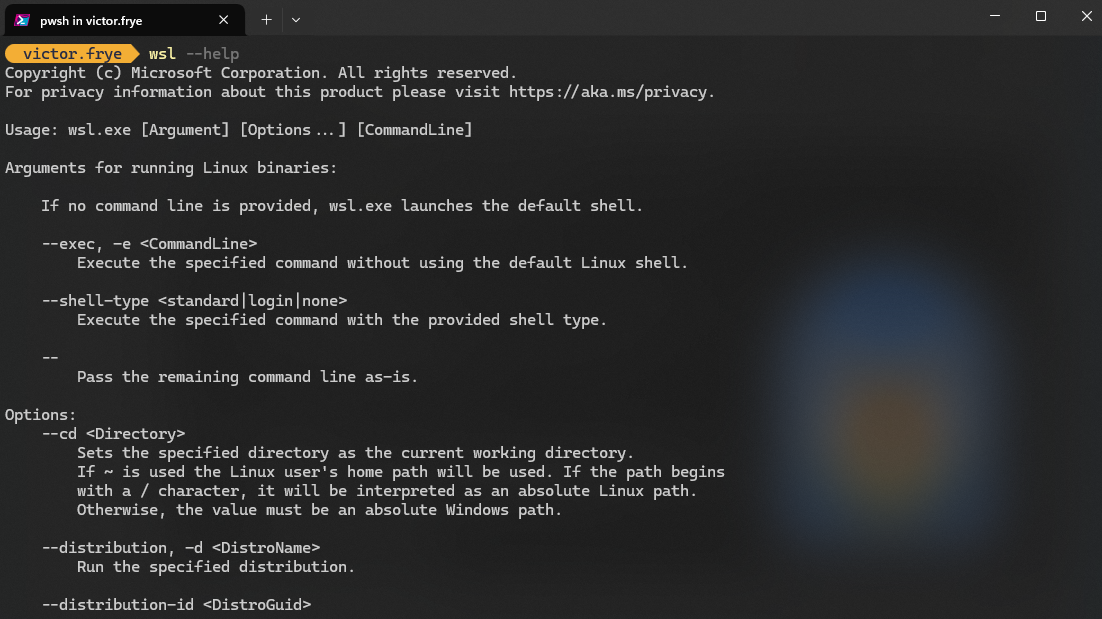 pwsh in victor.frye
victor.frye wsl --help
Copyright (c) Microsoft Corporation. All rights reserved.
For privacy information about this product please visit https://aka.ms/privacy.
Usage: wsl.exe [Argument] [Options...] [CommandLine]
Arguments for running Linux binaries:
If no command line is provided, wsl.exe launches the default shell.
--exec, -e <CommandLine>
Execute the specified command without using the default Linux shell.
--shell-type <standard|login|none>
Execute the specified command with the provided shell type.
--
Pass the remaining command line as-is.
Options:
--cd <Directory>
Sets the specified directory as the current working directory.
If ~ is used the Linux user's home path will be used. If the path begins
with a / character, it will be interpreted as an absolute Linux path.
Otherwise, the value must be an absolute Windows path.
--distribution, -d <DistroName>
Run the specified distribution.
--distribution-id <DistroGuid>